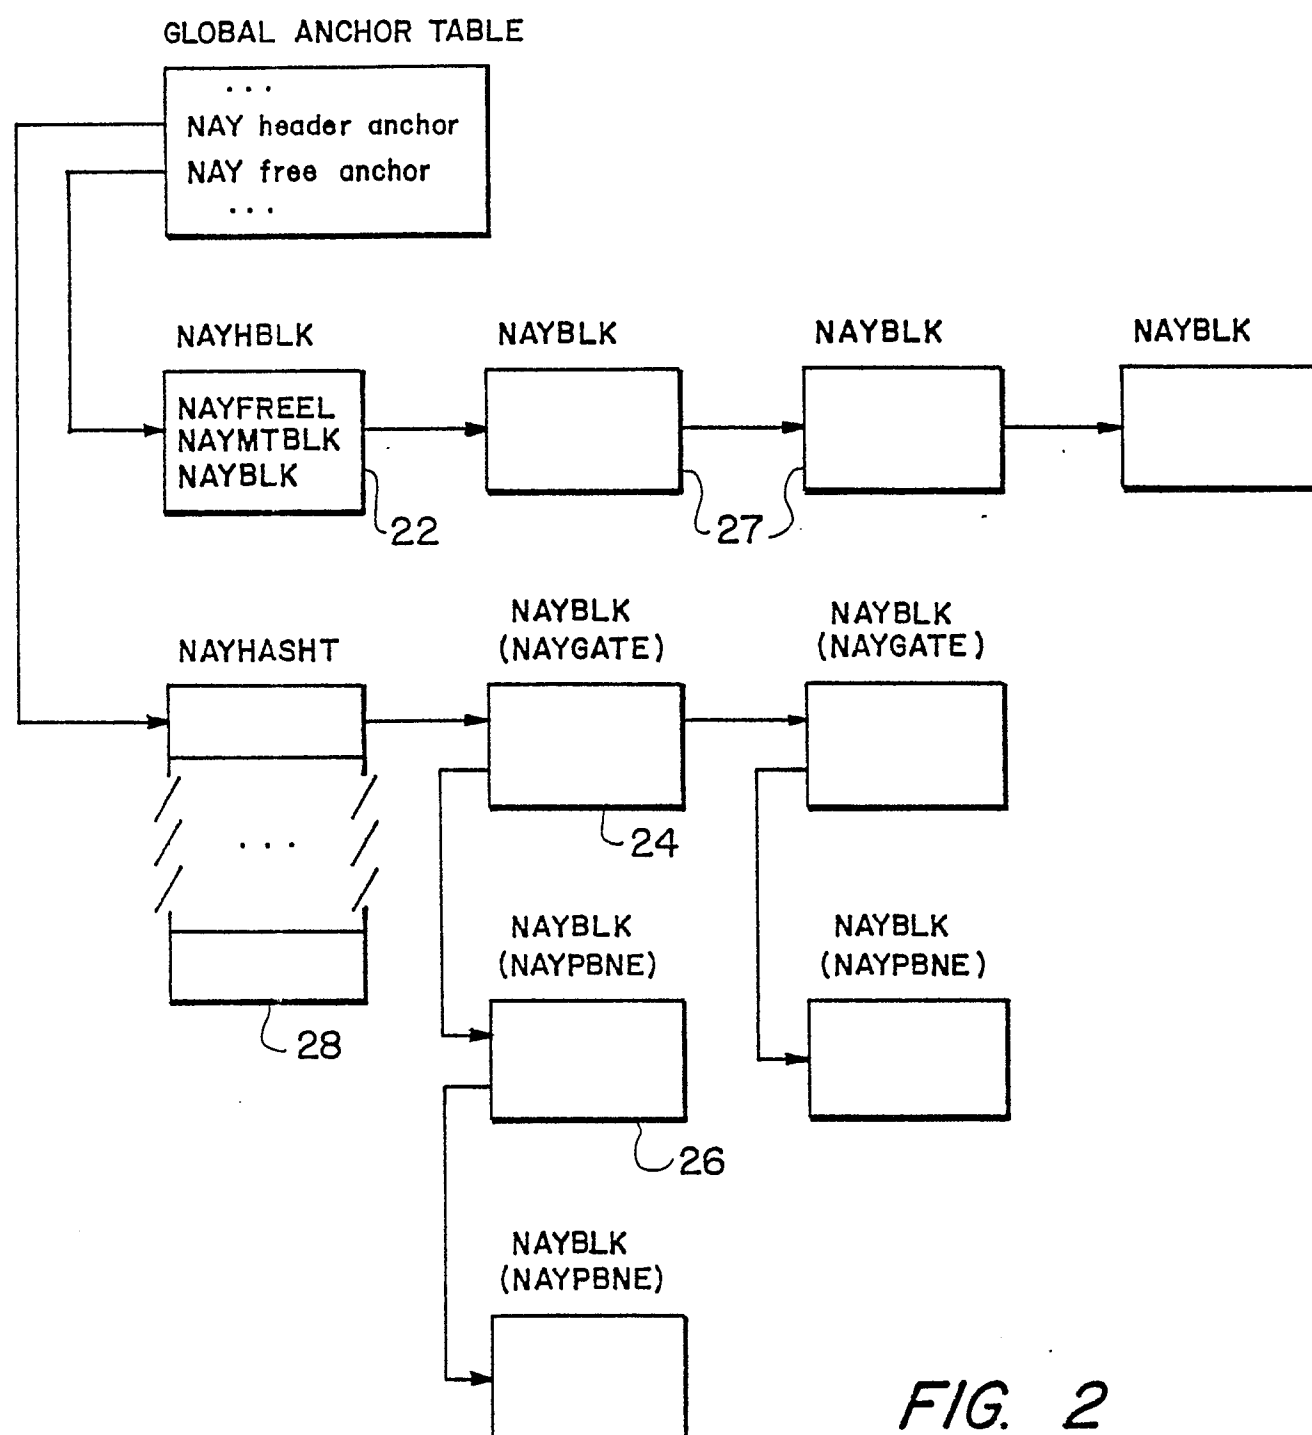 GLOBAL ANCHOR TABLE
...
NAY header anchor
NAY free anchor
...
NAYHBLK
NAYBLK
NAYBLK
NAYBLK
NAYFREEL
NAYMTBLK
NAYBLK
22
27
NAYHASHT
NAYBLK
(NAYGATE)
NAYBLK
(NAYGATE)
24
...
28
NAYBLK
(NAYPBNE)
NAYBLK
(NAYPBNE)
26
NAYBLK
(NAYPBNE)
FIG. 2